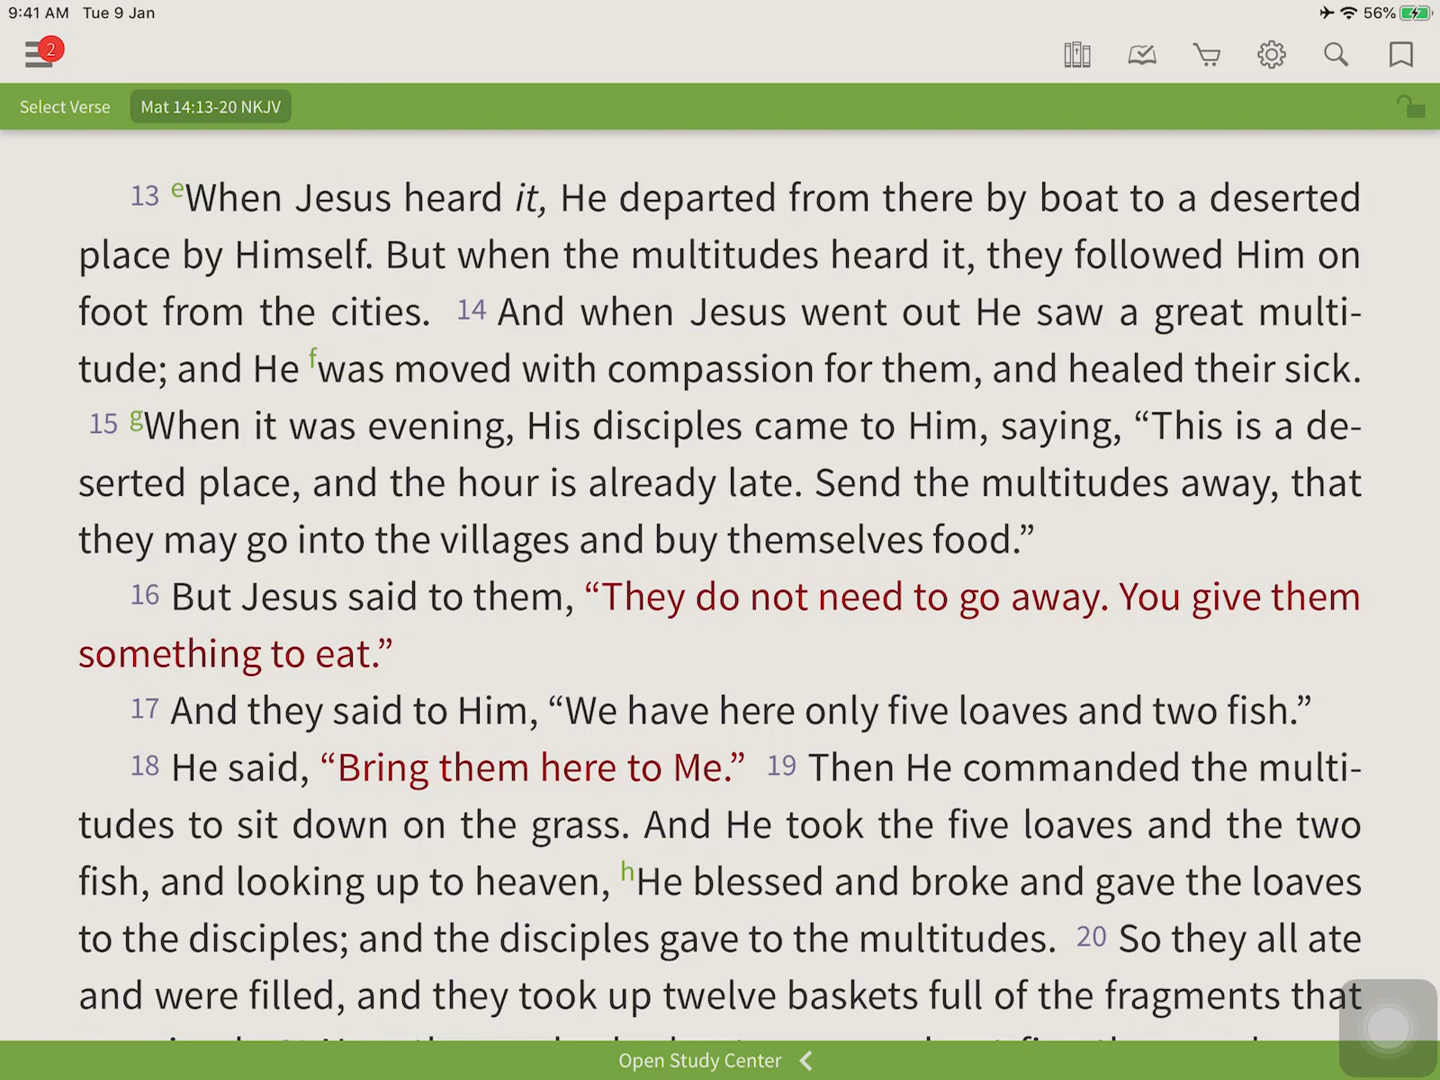 9:41 AM Tue 9 Jan 56%
2
Select Verse Mat 14:13-20 NKJV
13 eWhen Jesus heard it, He departed from there by boat to a deserted
place by Himself. But when the multitudes heard it, they followed Him on
foot from the cities. 14 And when Jesus went out He saw a great multi-
tude; and He fwas moved with compassion for them, and healed their sick.
15 gWhen it was evening, His disciples came to Him, saying, “This is a de-
serted place, and the hour is already late. Send the multitudes away, that
they may go into the villages and buy themselves food.”
16 But Jesus said to them, “They do not need to go away. You give them
something to eat.”
17 And they said to Him, “We have here only five loaves and two fish.”
18 He said, “Bring them here to Me.” 19 Then He commanded the multi-
tudes to sit down on the grass. And He took the five loaves and the two
fish, and looking up to heaven, hHe blessed and broke and gave the loaves
to the disciples; and the disciples gave to the multitudes. 20 So they all ate
and were filled, and they took up twelve baskets full of the fragments that
Open Study Center